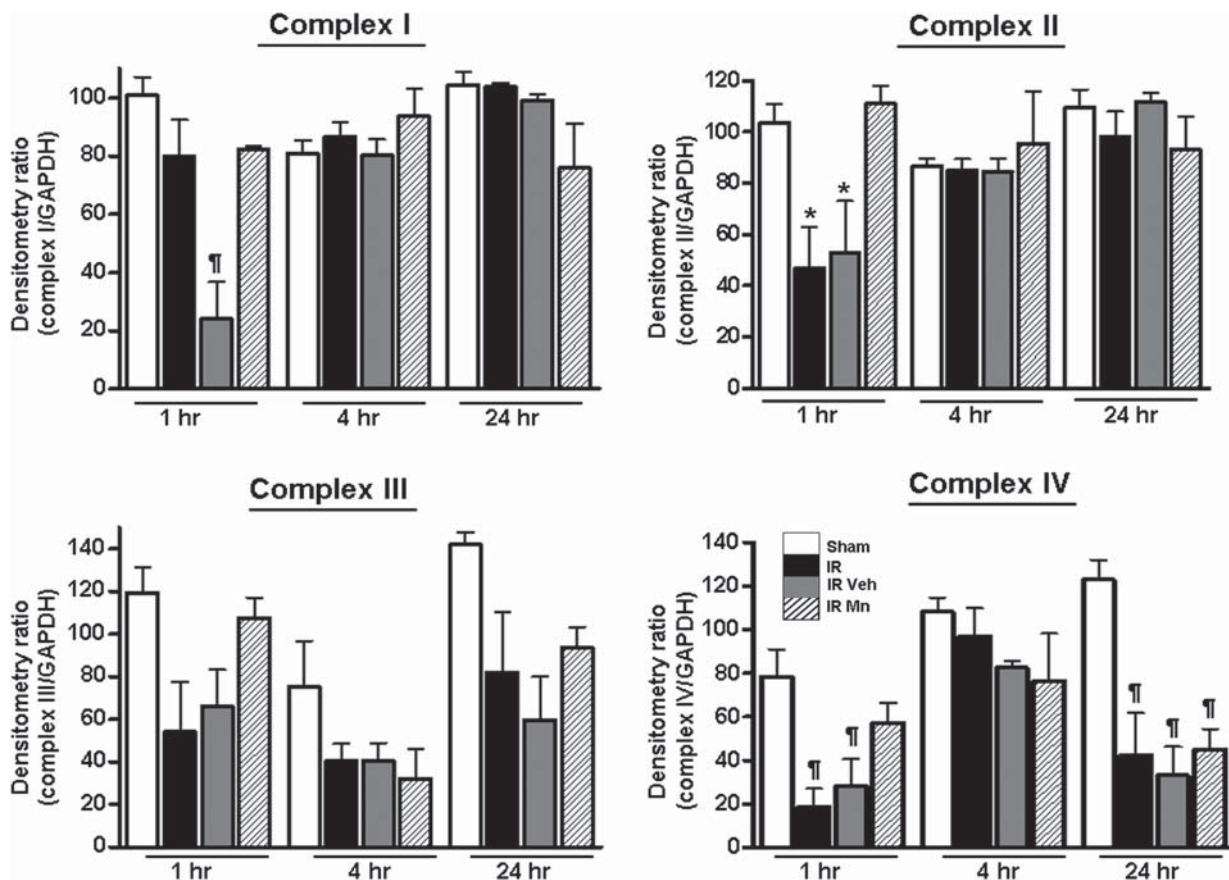 Complex I
Densitometry ratio
(complex I/GAPDH)
100
80
60
40
20
0
¶
1 hr
4 hr
24 hr
Complex II
Densitometry ratio
(complex II/GAPDH)
120
100
80
60
40
20
0
*
*
1 hr
4 hr
24 hr
Complex III
Densitometry ratio
(complex III/GAPDH)
140
120
100
80
60
40
20
0
1 hr
4 hr
24 hr
Complex IV
Densitometry ratio
(complex IV/GAPDH)
140
120
100
80
60
40
20
0
Sham
IR
IR Veh
IR Mn
¶
¶
¶
¶
¶
1 hr
4 hr
24 hr